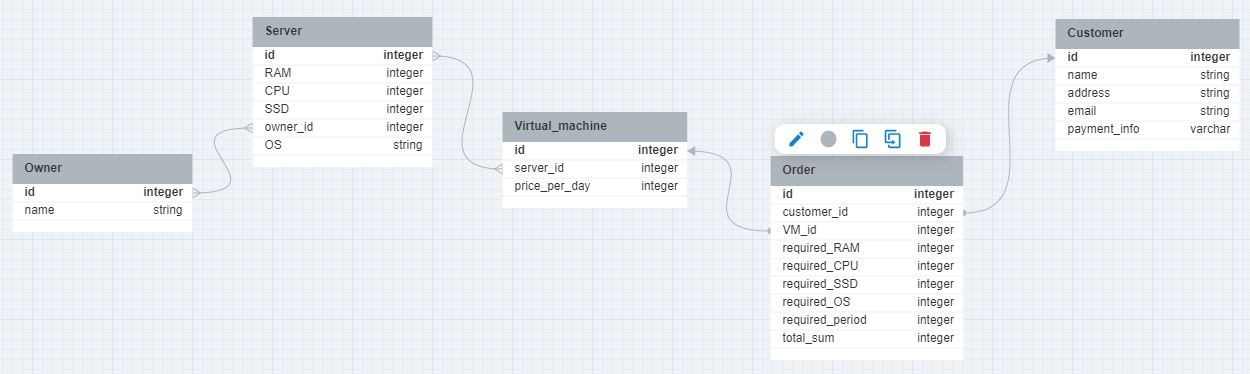 Server
id integer
RAM integer
CPU integer
SSD integer
owner_id integer
OS string
Owner
id integer
name string
Virtual_machine
id integer
server_id integer
price_per_day integer
Order
id integer
customer_id integer
VM_id integer
required_RAM integer
required_CPU integer
required_SSD integer
required_OS integer
required_period integer
total_sum integer
Customer
id integer
name string
address string
email string
payment_info varchar